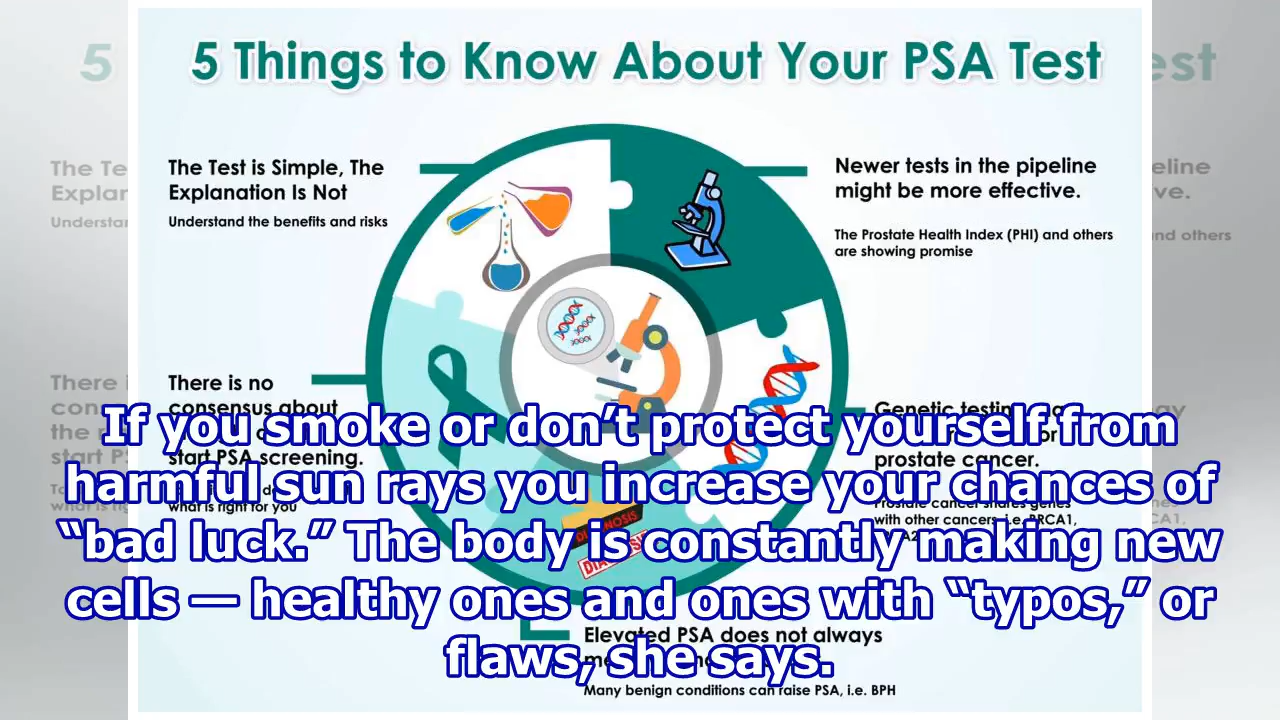 5 Things to Know About Your PSA Test
The Test is Simple, The
Explanation Is Not
Understand the benefits and risks
Newer tests in the pipeline
might be more effective.
The Prostate Health Index (PHI) and others
are showing promise
There is no
consensus about
start PSA screening.
what is right for you
Genetic testing
prostate cancer.
Prostate cancer shares genes
with other cancers, i.e. BRCA1,
DIAGNOSIS
Elevated PSA does not always
Many benign conditions can raise PSA, i.e. BPH
If you smoke or don’t protect yourself from
harmful sun rays you increase your chances of
“bad luck.” The body is constantly making new
cells — healthy ones and ones with “typos,” or
flaws, she says.